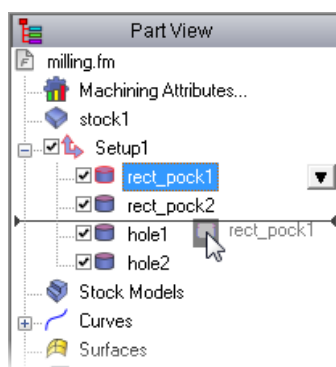 Part View
milling.fm
Machining Attributes...
stock1
Setup1
rect_pock1
rect_pock2
hole1 rect_pock1
hole2
Stock Models
Curves
Surfaces